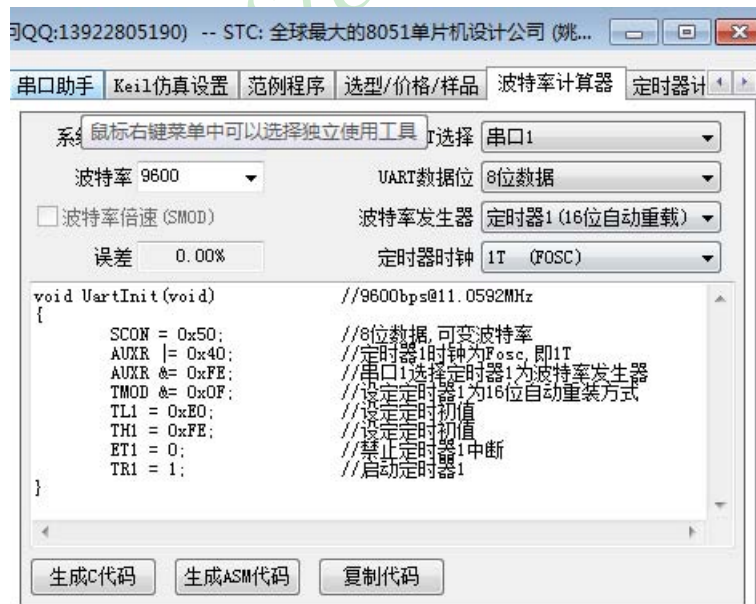 问QQ:13922805190) -- STC: 全球最大的8051单片机设计公司 (姚...
串口助手 Keil仿真设置 范例程序 选型/价格/样品 波特率计算器 定时器计
系 鼠标右键菜单中可以选择独立使用工具 T选择 串口1
波特率 9600 UART数据位 8位数据
波特率倍速(SMOD) 波特率发生器 定时器1(16位自动重载)
误差 0.00% 定时器时钟 1T (FOSC)
void UartInit(void) //9600bps@11.0592MHz
{
SCON = 0x50; //8位数据,可变波特率
AUXR |= 0x40; //定时器1时钟为Fosc,即1T
AUXR &= 0xFE; //串口1选择定时器1为波特率发生器
TMOD &= 0x0F; //设定定时器1为16位自动重装方式
TL1 = 0xE0; //设定定时初值
TH1 = 0xFE; //设定定时初值
ET1 = 0; //禁止定时器1中断
TR1 = 1; //启动定时器1
}
生成C代码 生成ASM代码 复制代码